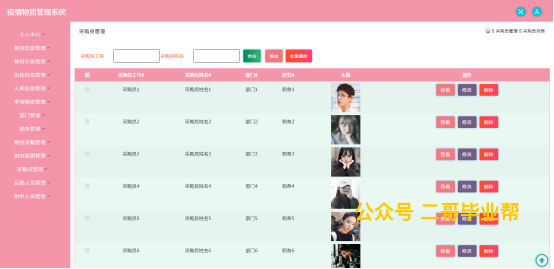 疫情物资管理系统
个人中心
物资信息管理
物资分类管理
出库信息管理
入库信息管理
申请物资管理
部门管理
职务管理
物资采购管理
财务报销管理
采购员管理
后勤人员管理
财务人员管理
采购员管理
采购员管理 采购员列表
采购员工号 采购员姓名 查询 添加 批量删除
采购员工号 采购员姓名 部门 职务 头像 操作
采购员1 采购员姓名1 部门1 职务1 查看 修改 删除
采购员2 采购员姓名2 部门2 职务2 查看 修改 删除
采购员3 采购员姓名3 部门3 职务3 查看 修改 删除
采购员4 采购员姓名4 部门4 职务4 查看 修改 删除
采购员5 采购员姓名5 部门5 职务5 查看 修改 删除
采购员6 采购员姓名6 部门6 职务6 查看 修改 删除
公众号 二哥毕业帮